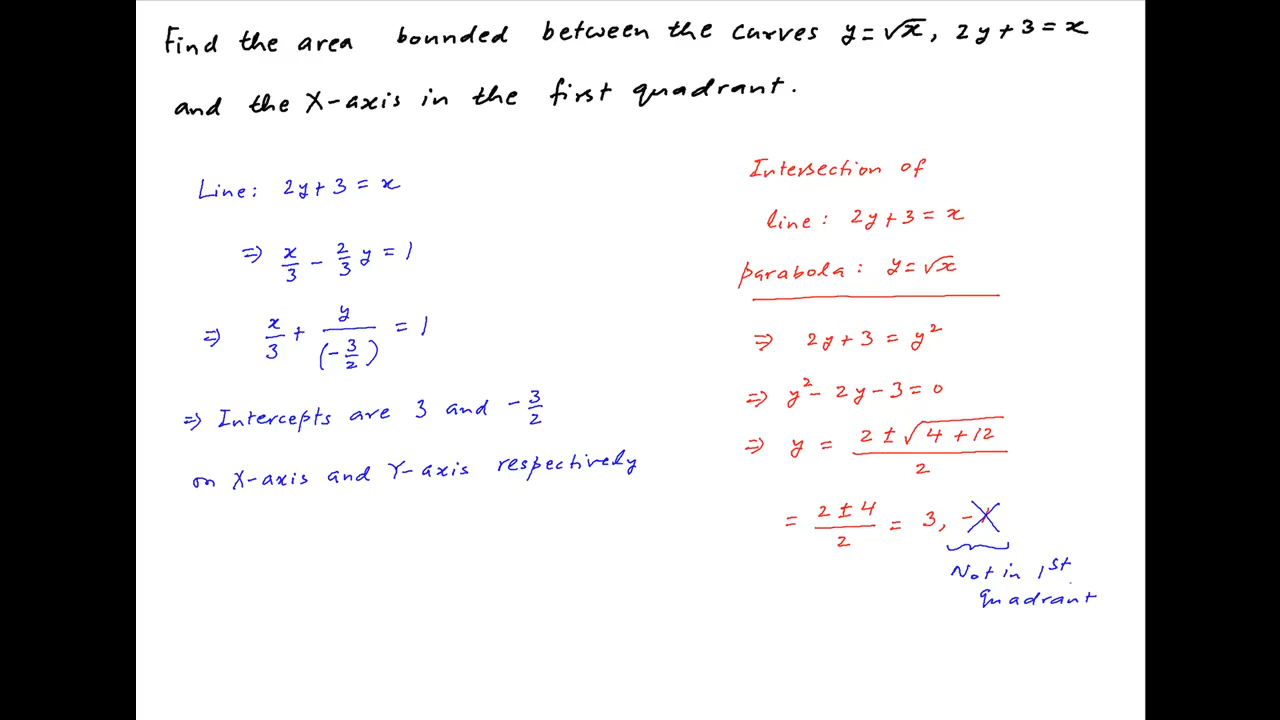 Find the area bounded between the curves y = √x, 2y + 3 = x
and the X-axis in the first quadrant.
Line: 2y + 3 = x
⇒ x/3 - 2/3 y = 1
⇒ x/3 + y/(-3/2) = 1
⇒ Intercepts are 3 and -3/2
on X-axis and Y-axis respectively
Intersection of
line: 2y + 3 = x
parabola: y = √x
⇒ 2y + 3 = y²
⇒ y² - 2y - 3 = 0
⇒ y = (2 ± √(4 + 12))/2
= (2 ± 4)/2 = 3, -1
Not in 1st
quadrant